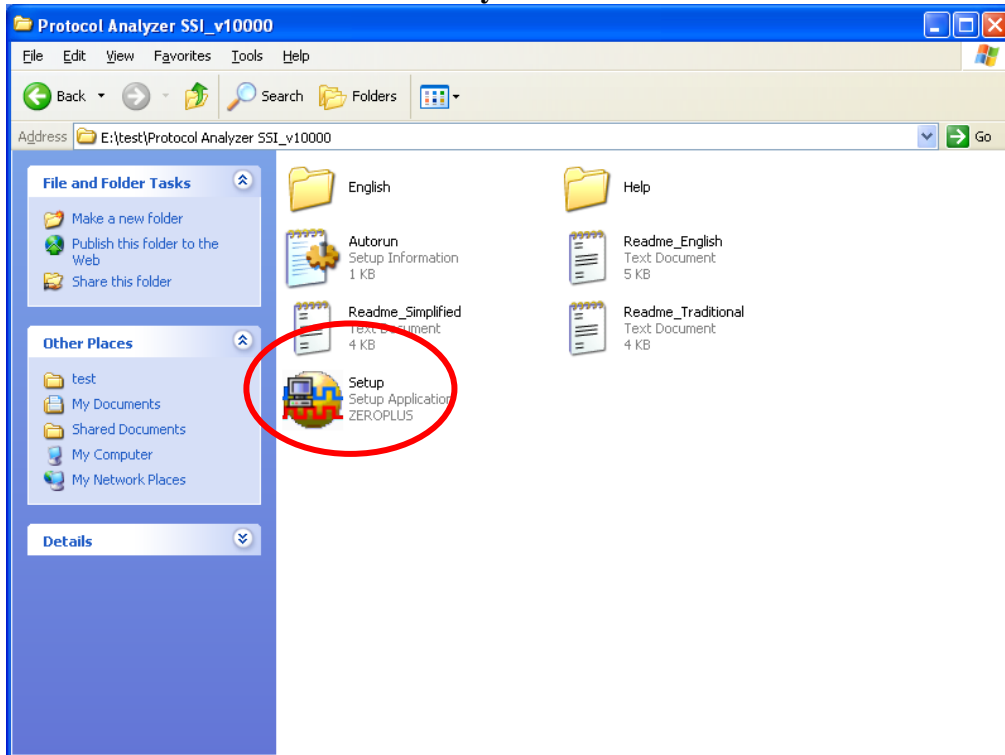 Protocol Analyzer SSI_v10000
File Edit View Favorites Tools Help
Back Search Folders
Address E:\test\Protocol Analyzer SSI_v10000 Go
File and Folder Tasks
Make a new folder
Publish this folder to the
Web
Share this folder
Other Places
test
My Documents
Shared Documents
My Computer
My Network Places
Details
English
Help
Autorun
Setup Information
1 KB
Readme_English
Text Document
5 KB
Readme_Simplified
Text Document
4 KB
Readme_Traditional
Text Document
4 KB
Setup
Setup Application
ZEROPLUS